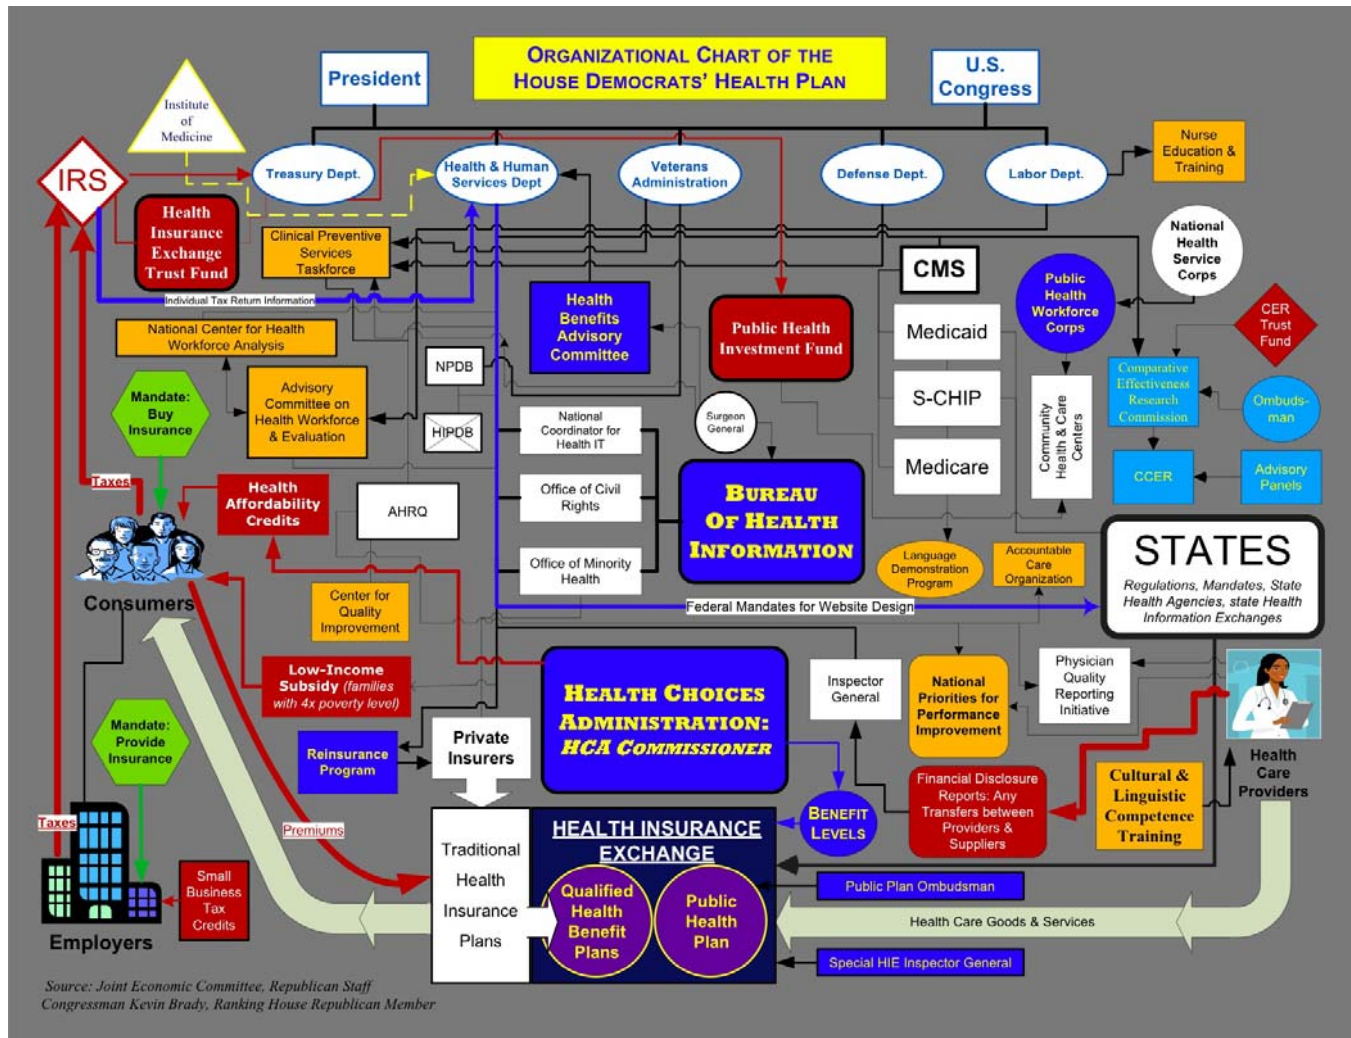 ORGANIZATIONAL CHART OF THE
HOUSE DEMOCRATS' HEALTH PLAN
President
U.S.
Congress
Institute
of
Medicine
IRS
Treasury Dept.
Health & Human
Services Dept
Veterans
Administration
Defense Dept.
Labor Dept.
Nurse
Education &
Training
Health
Insurance
Exchange
Trust Fund
Clinical Preventive
Services
Taskforce
CMS
National
Health
Service
Corps
Public
Health
Workforce
Corps
Individual Tax Return Information
Health
Benefits
Advisory
Committee
Public Health
Investment Fund
Medicaid
CER
Trust
Fund
National Center for Health
Workforce Analysis
NPDB
Comparative
Effectiveness
Research
Commission
Ombuds-
man
Mandate:
Buy
Insurance
Advisory
Committee on
Health Workforce
& Evaluation
HIPDB
National
Coordinator for
Health IT
Surgeon
General
S-CHIP
Community
Health & Care
Centers
Medicare
CCER
Advisory
Panels
Taxes
Health
Affordability
Credits
AHRQ
Office of Civil
Rights
BUREAU
OF HEALTH
INFORMATION
Office of Minority
Health
Language
Demonstration
Program
Accountable
Care
Organization
STATES
Regulations, Mandates, State
Health Agencies, state Health
Information Exchanges
Consumers
Center for
Quality
Improvement
Federal Mandates for Website Design
Low-Income
Subsidy (families
with 4x poverty level)
HEALTH CHOICES
ADMINISTRATION:
HCA COMMISSIONER
Inspector
General
National
Priorities for
Performance
Improvement
Physician
Quality
Reporting
Initiative
Mandate:
Provide
Insurance
Reinsurance
Program
Private
Insurers
Health
Care
Providers
Financial Disclosure
Reports: Any
Transfers between
Providers &
Suppliers
Cultural &
Linguistic
Competence
Training
Taxes
Premiums
BENEFIT
LEVELS
HEALTH INSURANCE
EXCHANGE
Traditional
Health
Insurance
Plans
Qualified
Health
Benefit
Plans
Public
Health
Plan
Public Plan Ombudsman
Health Care Goods & Services
Special HIE Inspector General
Small
Business
Tax
Credits
Employers
Source: Joint Economic Committee, Republican Staff
Congressman Kevin Brady, Ranking House Republican Member